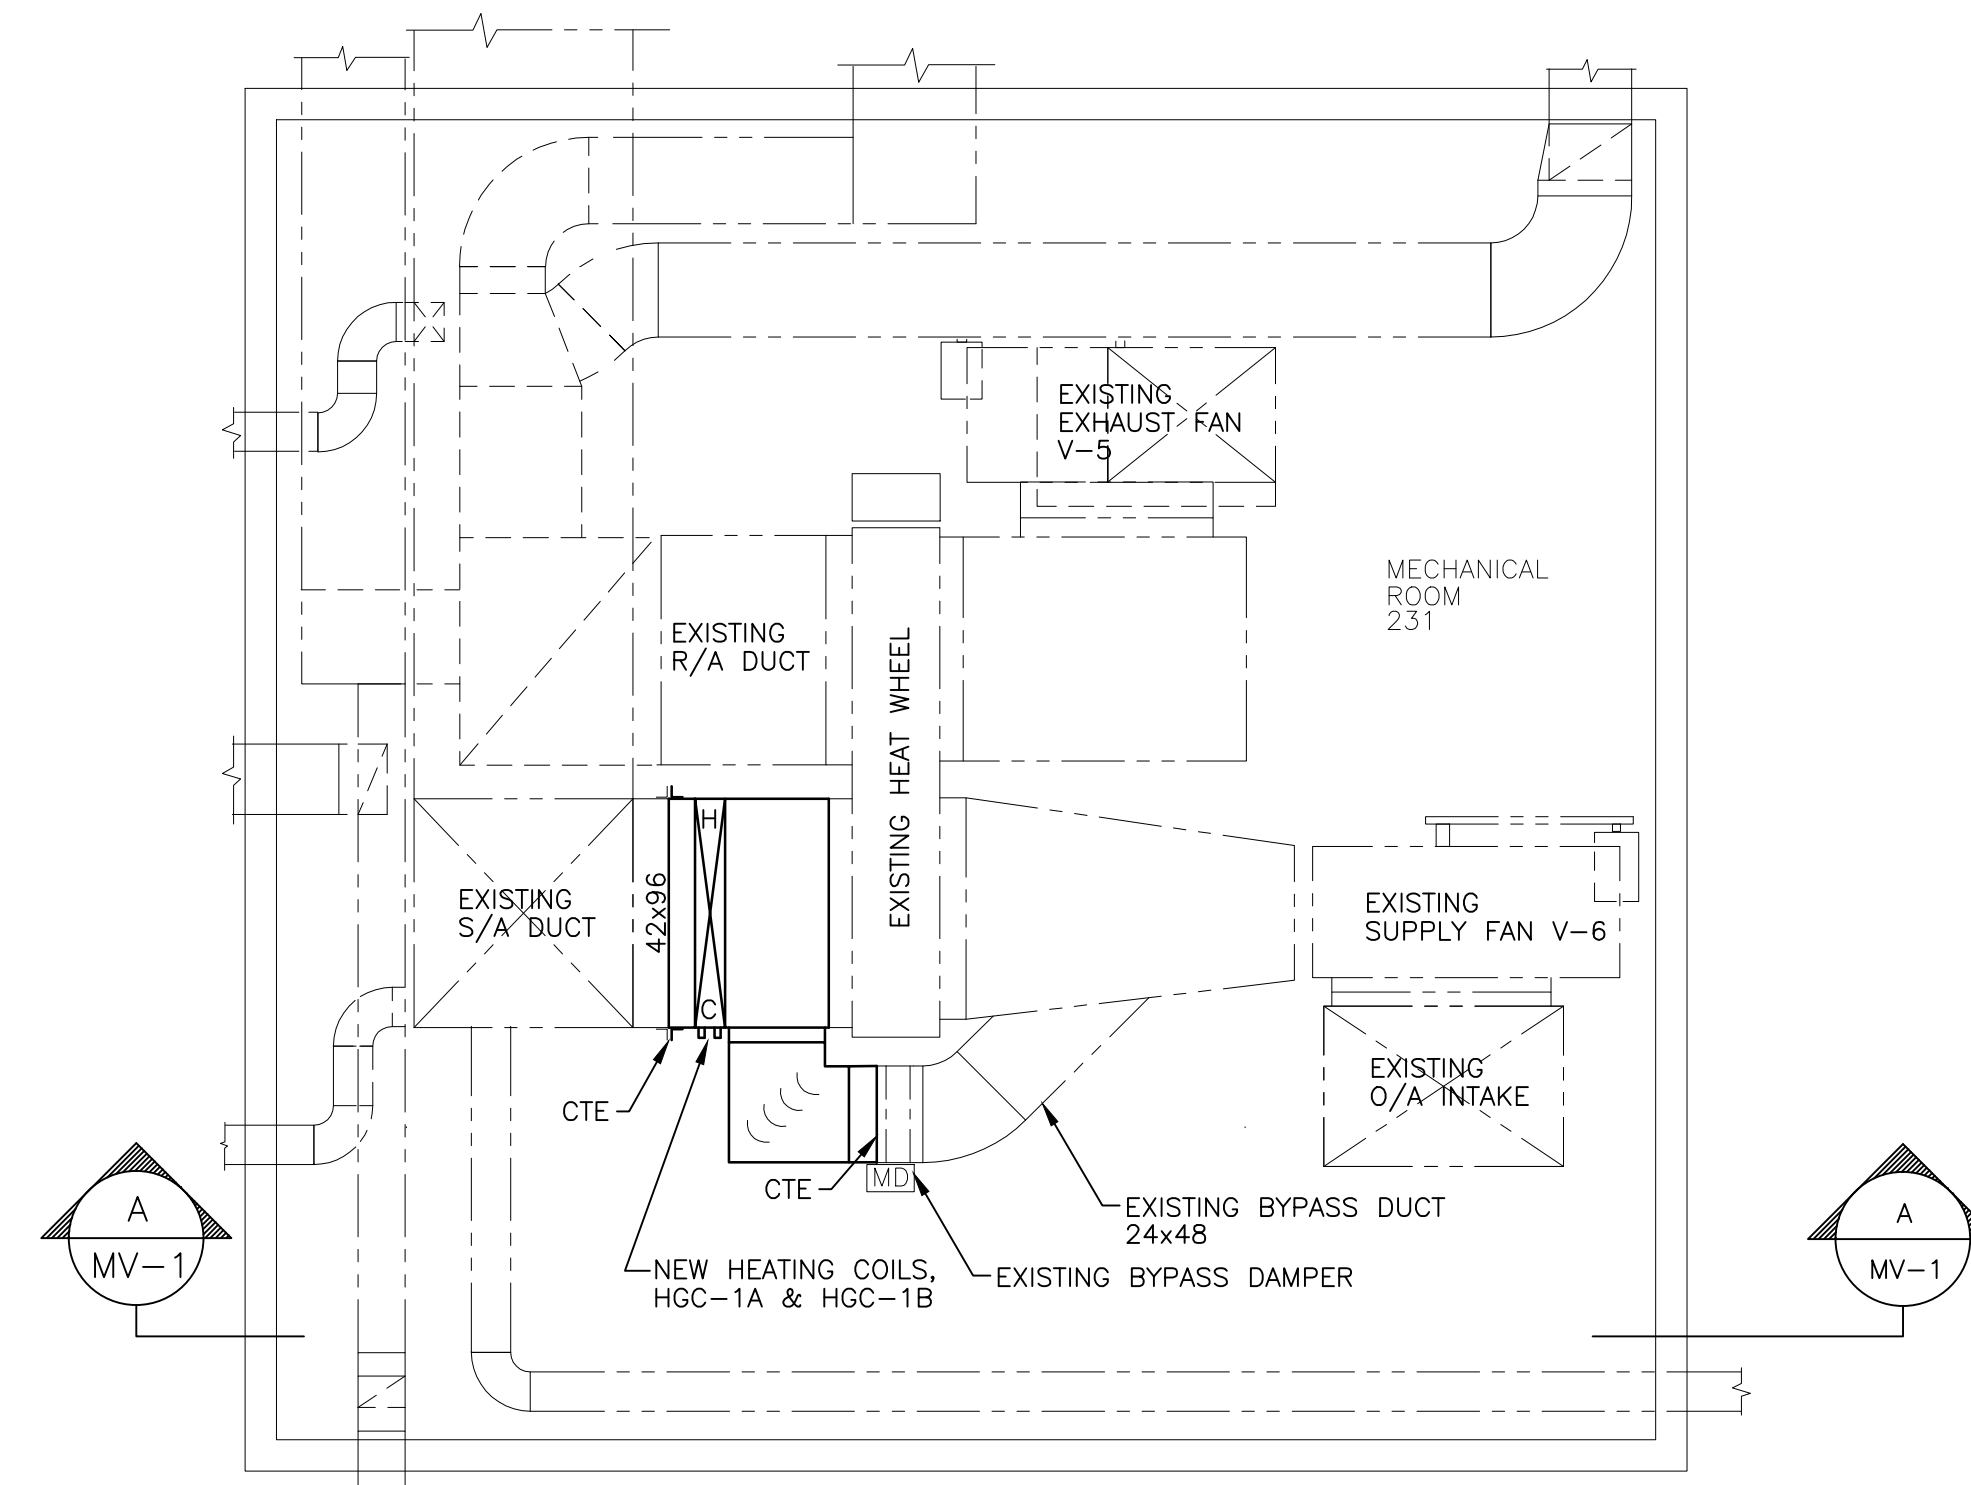 EXISTING
EXHAUST FAN
V-5
MECHANICAL
ROOM
231
EXISTING
R/A DUCT
EXISTING HEAT WHEEL
H
EXISTING
S/A DUCT
42x96
C
EXISTING
SUPPLY FAN V-6
EXISTING
O/A INTAKE
CTE
CTE
MD
EXISTING BYPASS DUCT
24x48
NEW HEATING COILS,
HGC-1A & HGC-1B
EXISTING BYPASS DAMPER
A
MV-1
A
MV-1